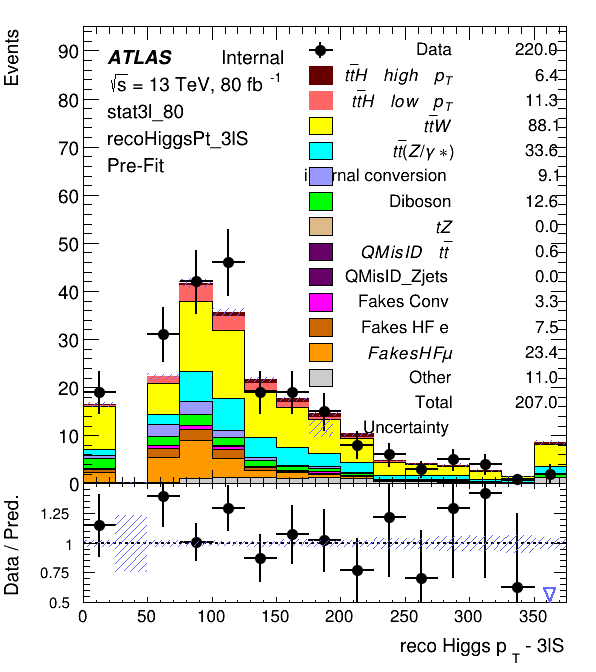 Events
ATLAS Internal
√s = 13 TeV, 80 fb -1
stat3l_80
recoHiggsPt_3lS
Pre-Fit
Data 220.0
tt̄H high pT 6.4
tt̄H low pT 11.3
tt̄W 88.1
tt̄(Z/γ*) 33.6
internal conversion 9.1
Diboson 12.6
tZ 0.0
QMisID tt̄ 0.6
QMisID_Zjets 0.0
Fakes Conv 3.3
Fakes HF e 7.5
FakesHFμ 23.4
Other 11.0
Total 207.0
Uncertainty
90
80
70
60
50
40
30
20
10
0
Data / Pred.
1.25
1
0.75
0.5
0 50 100 150 200 250 300 350
reco Higgs p T - 3lS